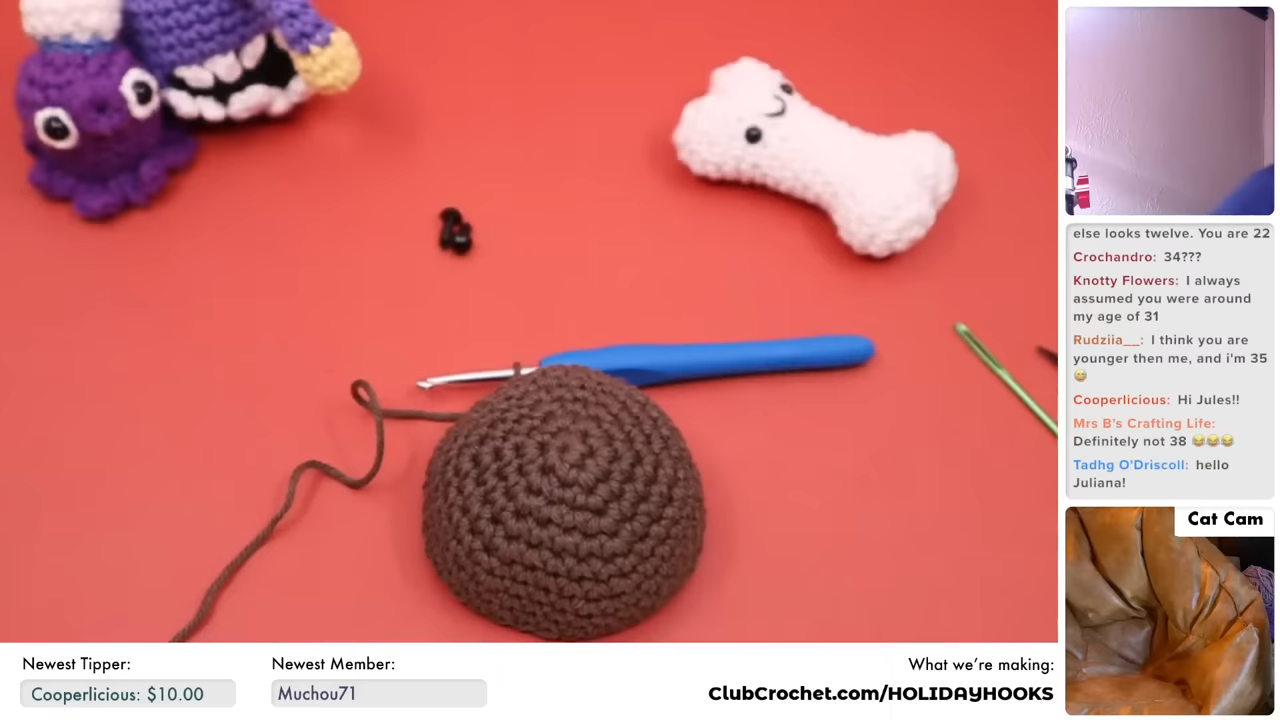 else looks twelve. You are 22
Crochandro: 34???
Knotty Flowers: I always
assumed you were around
my age of 31
Rudziia__: I think you are
younger then me, and i'm 35
😅
Cooperlicious: Hi Jules!!
Mrs B's Crafting Life:
Definitely not 38 😂😂😂
Tadhg O'Driscoll: hello
Juliana!
Cat Cam
Newest Tipper:
Cooperlicious: $10.00
Newest Member:
Muchou71
What we're making:
ClubCrochet.com/HOLIDAYHOOKS